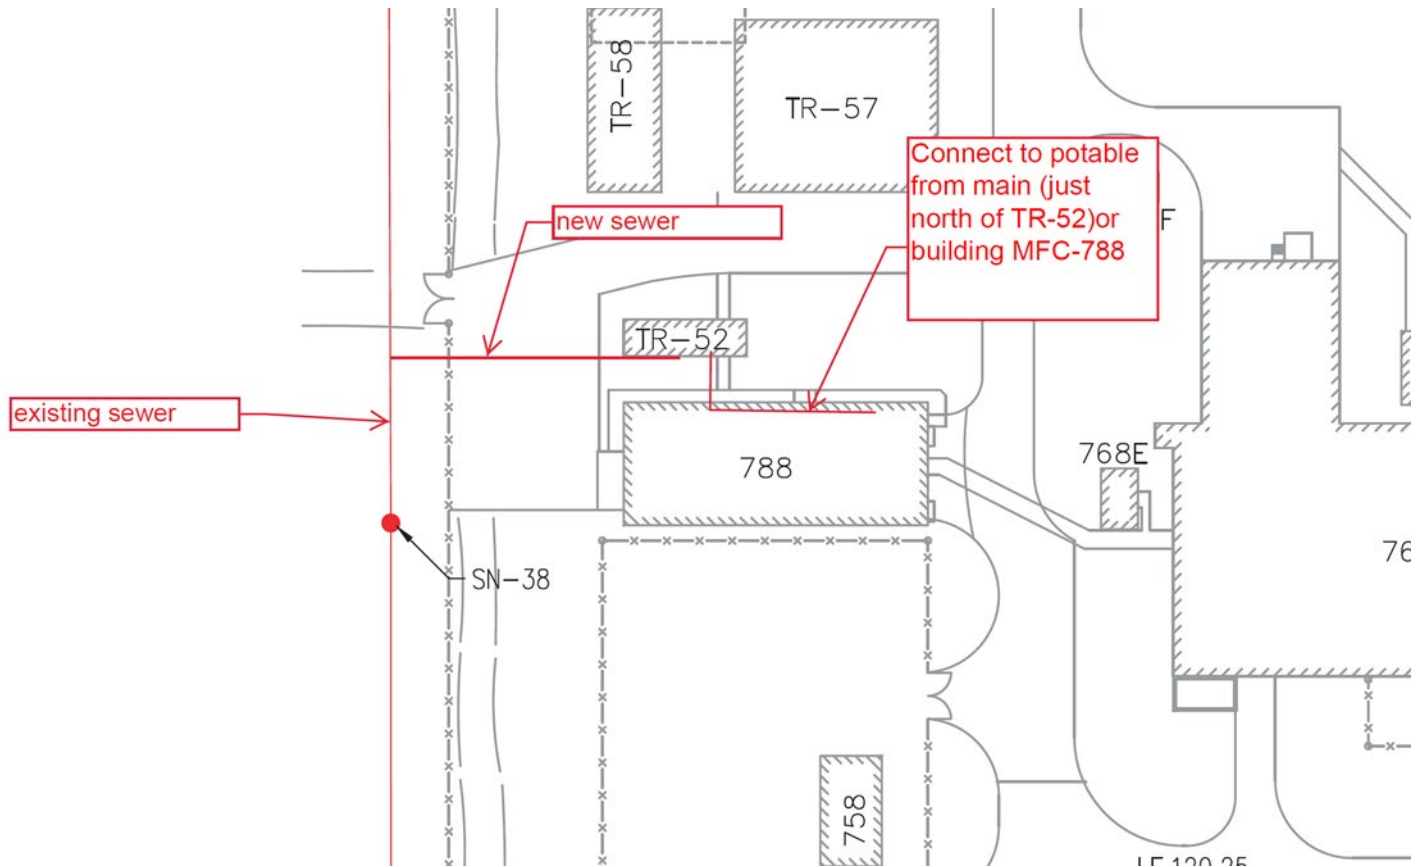 TR-58
TR-57
Connect to potable
from main (just
north of TR-52)or
building MFC-788
F
new sewer
TR-52
existing sewer
788
768E
76
SN-38
758